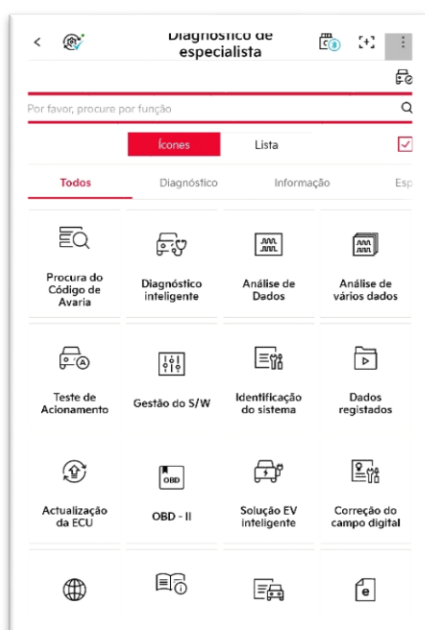 Diagnóstico de
especialista
Por favor, procure por função
Ícones
Lista
Todos
Diagnóstico
Informação
Esp
Procura do
Código de
Avaria
Diagnóstico
inteligente
Análise de
Dados
Análise de
vários dados
Teste de
Acionamento
Gestão do S/W
Identificação
do sistema
Dados
registados
Actualização
da ECU
OBD
OBD - II
Solução EV
inteligente
Correção do
campo digital